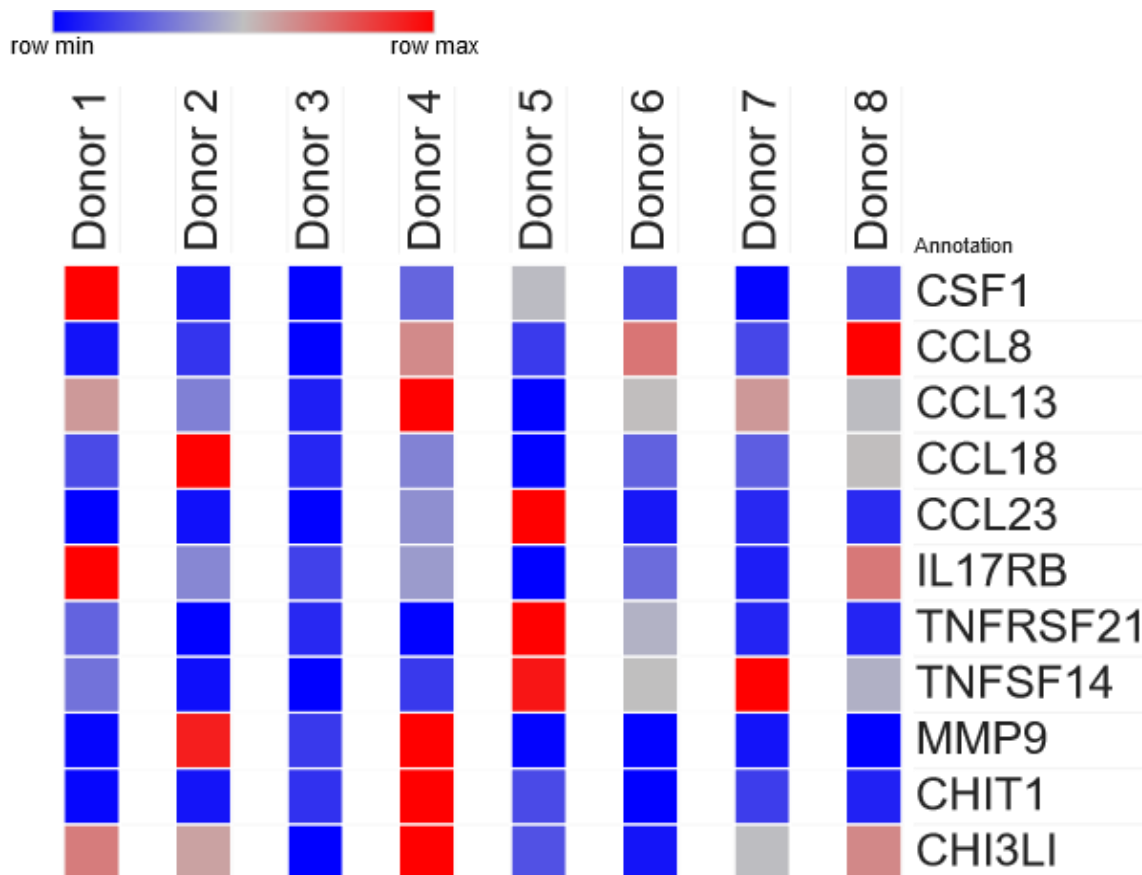 row min row max
Donor 1 Donor 2 Donor 3 Donor 4 Donor 5 Donor 6 Donor 7 Donor 8
Annotation
CSF1
CCL8
CCL13
CCL18
CCL23
IL17RB
TNFRSF21
TNFSF14
MMP9
CHIT1
CHI3LI